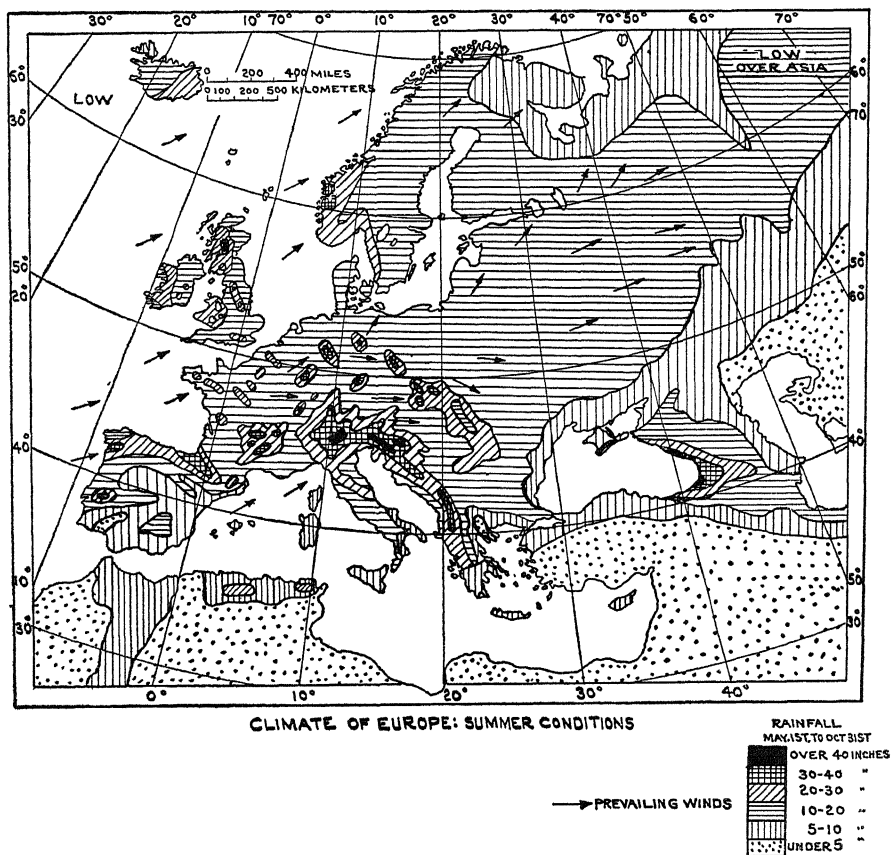 30° 20° 10° 70° 0° 10° 20° 30° 40° 70° 50° 60° 70°
60°
LOW
0 200 400 MILES
0 100 200 500 KILOMETERS
LOW
OVER ASIA
60°
30°
70°
50°
20°
50°
60°
40°
40°
10°
50°
30°
30°
0° 10° 20° 30° 40°
CLIMATE OF EUROPE: SUMMER CONDITIONS
PREVAILING WINDS
RAINFALL
MAY.1ST.TO OCT 31ST
OVER 40 INCHES
30-40 "
20-30 "
10-20 "
5-10 "
UNDER 5 "